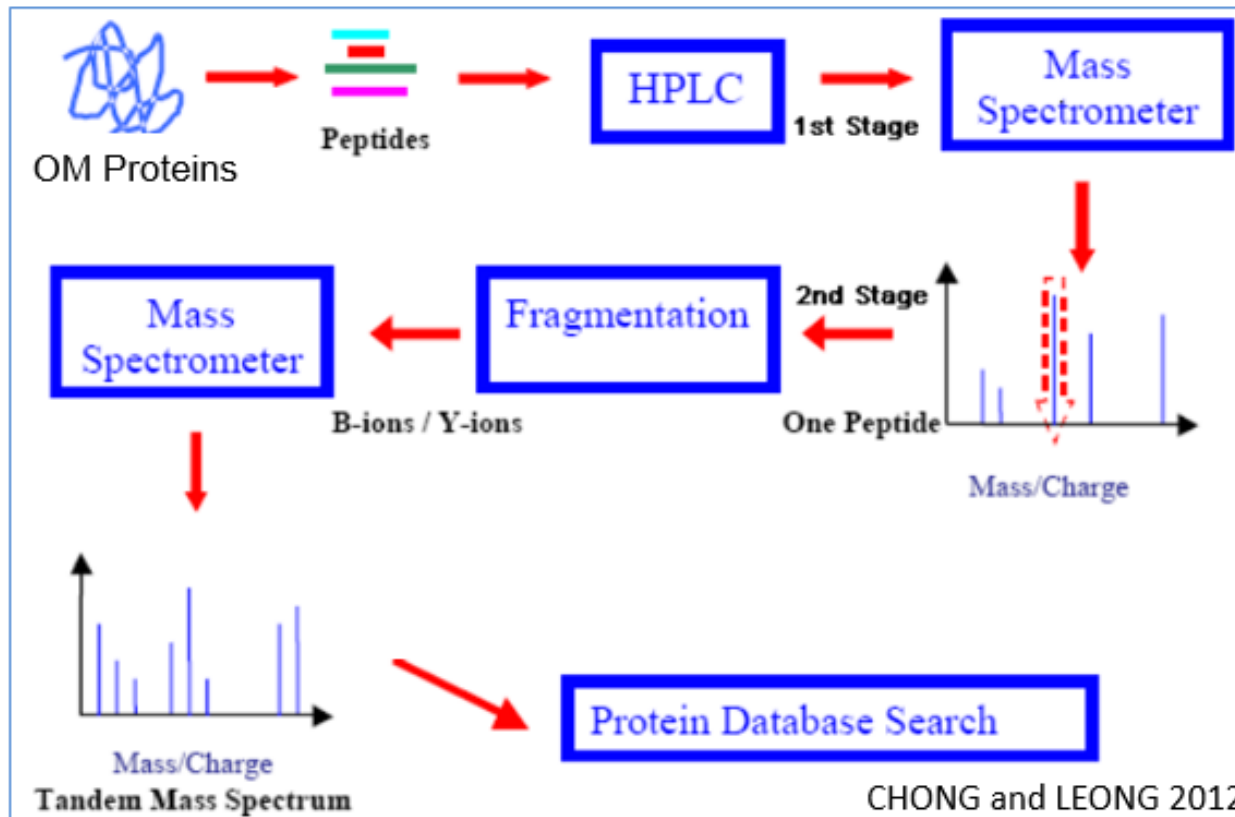 OM Proteins
Peptides
HPLC
1st Stage
Mass
Spectrometer
Mass/Charge
One Peptide
2nd Stage
Fragmentation
B-ions / Y-ions
Mass
Spectrometer
Mass/Charge
Tandem Mass Spectrum
Protein Database Search
CHONG and LEONG 2012